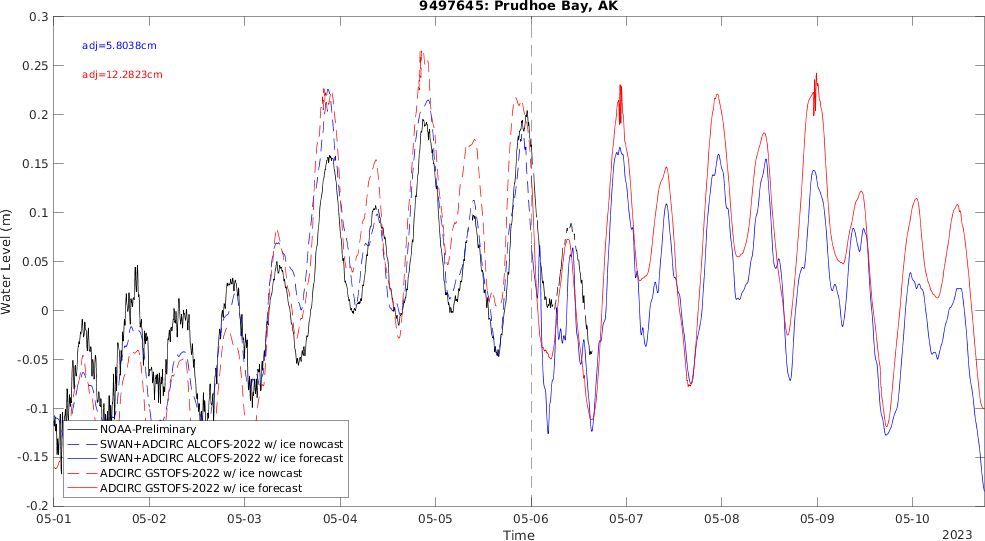 9497645: Prudhoe Bay, AK
adj=5.8038cm
adj=12.2823cm
Water Level (m)
0.3
0.25
0.2
0.15
0.1
0.05
0
-0.05
-0.1
-0.15
-0.2
NOAA-Preliminary
SWAN+ADCIRC ALCOFS-2022 w/ ice nowcast
SWAN+ADCIRC ALCOFS-2022 w/ ice forecast
ADCIRC GSTOFS-2022 w/ ice nowcast
ADCIRC GSTOFS-2022 w/ ice forecast
05-01 05-02 05-03 05-04 05-05 05-06 05-07 05-08 05-09 05-10
Time
2023